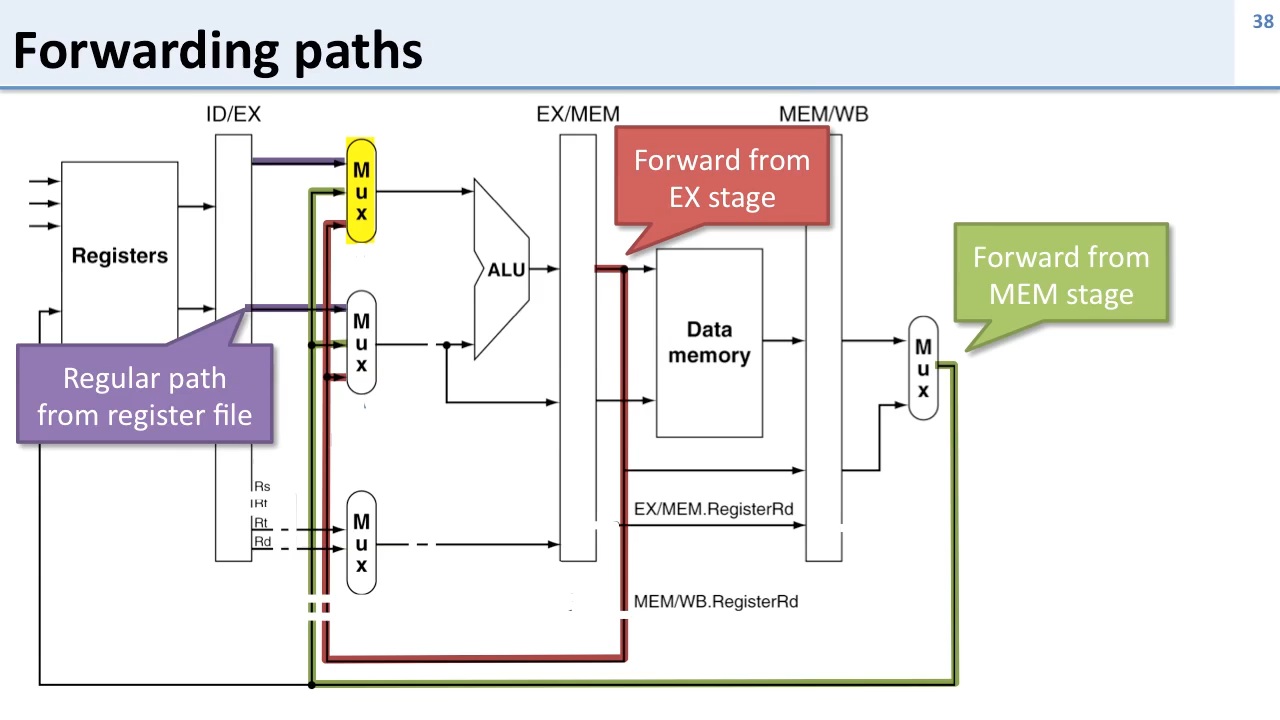 38
Forwarding paths
ID/EX
EX/MEM
MEM/WB
Forward from
EX stage
M
u
x
Registers
ALU
Forward from
MEM stage
M
u
x
Data
memory
M
u
x
Regular path
from register file
Rs
Rt
Rt
Rd
M
u
x
EX/MEM.RegisterRd
MEM/WB.RegisterRd